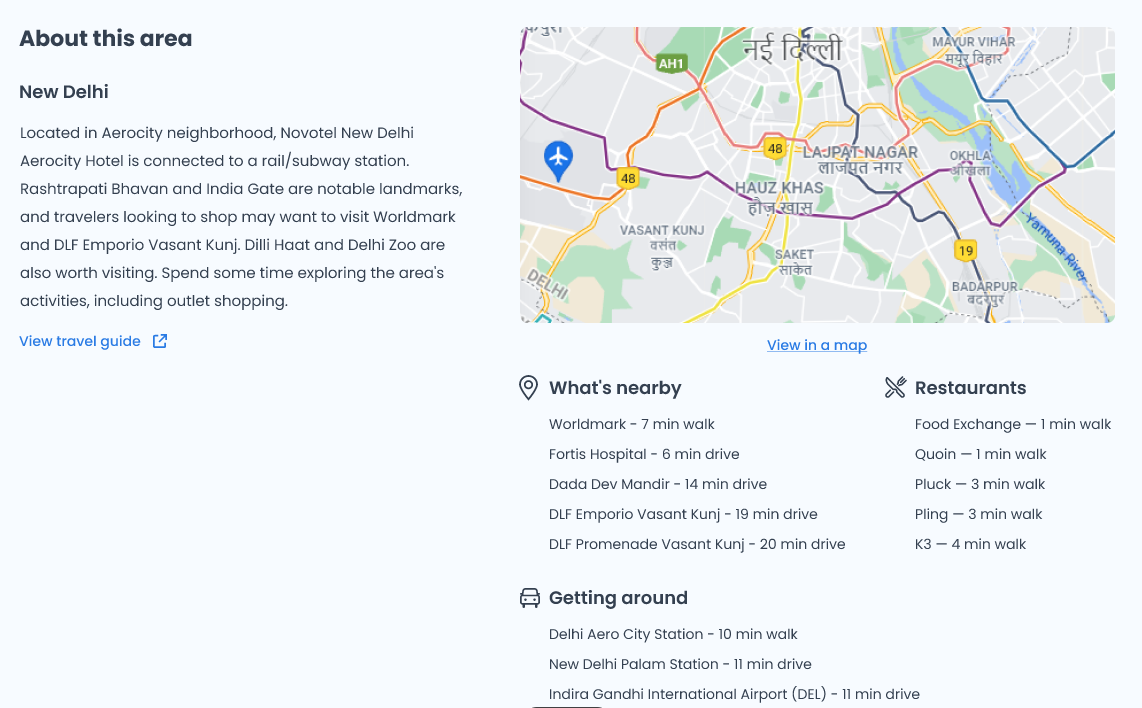 About this area
New Delhi
Located in Aerocity neighborhood, Novotel New Delhi
Aerocity Hotel is connected to a rail/subway station.
Rashtrapati Bhavan and India Gate are notable landmarks,
and travelers looking to shop may want to visit Worldmark
and DLF Emporio Vasant Kunj. Dilli Haat and Delhi Zoo are
also worth visiting. Spend some time exploring the area's
activities, including outlet shopping.
View travel guide
नई दिल्ली
MAYUR VIHAR
मयूर विहार
AH1
48
LAJPAT NAGAR
लाजपत नगर
OKHLA
ओखला
48
HAUZ KHAS
हौज़ खास
VASANT KUNJ
वसंत
कुञ्ज
SAKET
साकेत
19
Yamuna River
DELHI
BADARPUR
बदरपुर
View in a map
What's nearby
Worldmark - 7 min walk
Fortis Hospital - 6 min drive
Dada Dev Mandir - 14 min drive
DLF Emporio Vasant Kunj - 19 min drive
DLF Promenade Vasant Kunj - 20 min drive
Restaurants
Food Exchange — 1 min walk
Quoin — 1 min walk
Pluck — 3 min walk
Pling — 3 min walk
K3 — 4 min walk
Getting around
Delhi Aero City Station - 10 min walk
New Delhi Palam Station - 11 min drive
Indira Gandhi International Airport (DEL) - 11 min drive